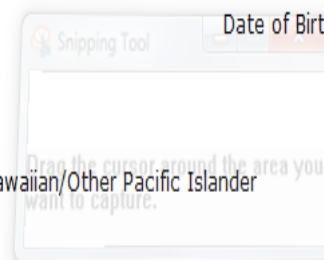 Date of Birt
Snipping Tool
Drag the cursor around the area you
awaiian/Other Pacific Islander
want to capture.